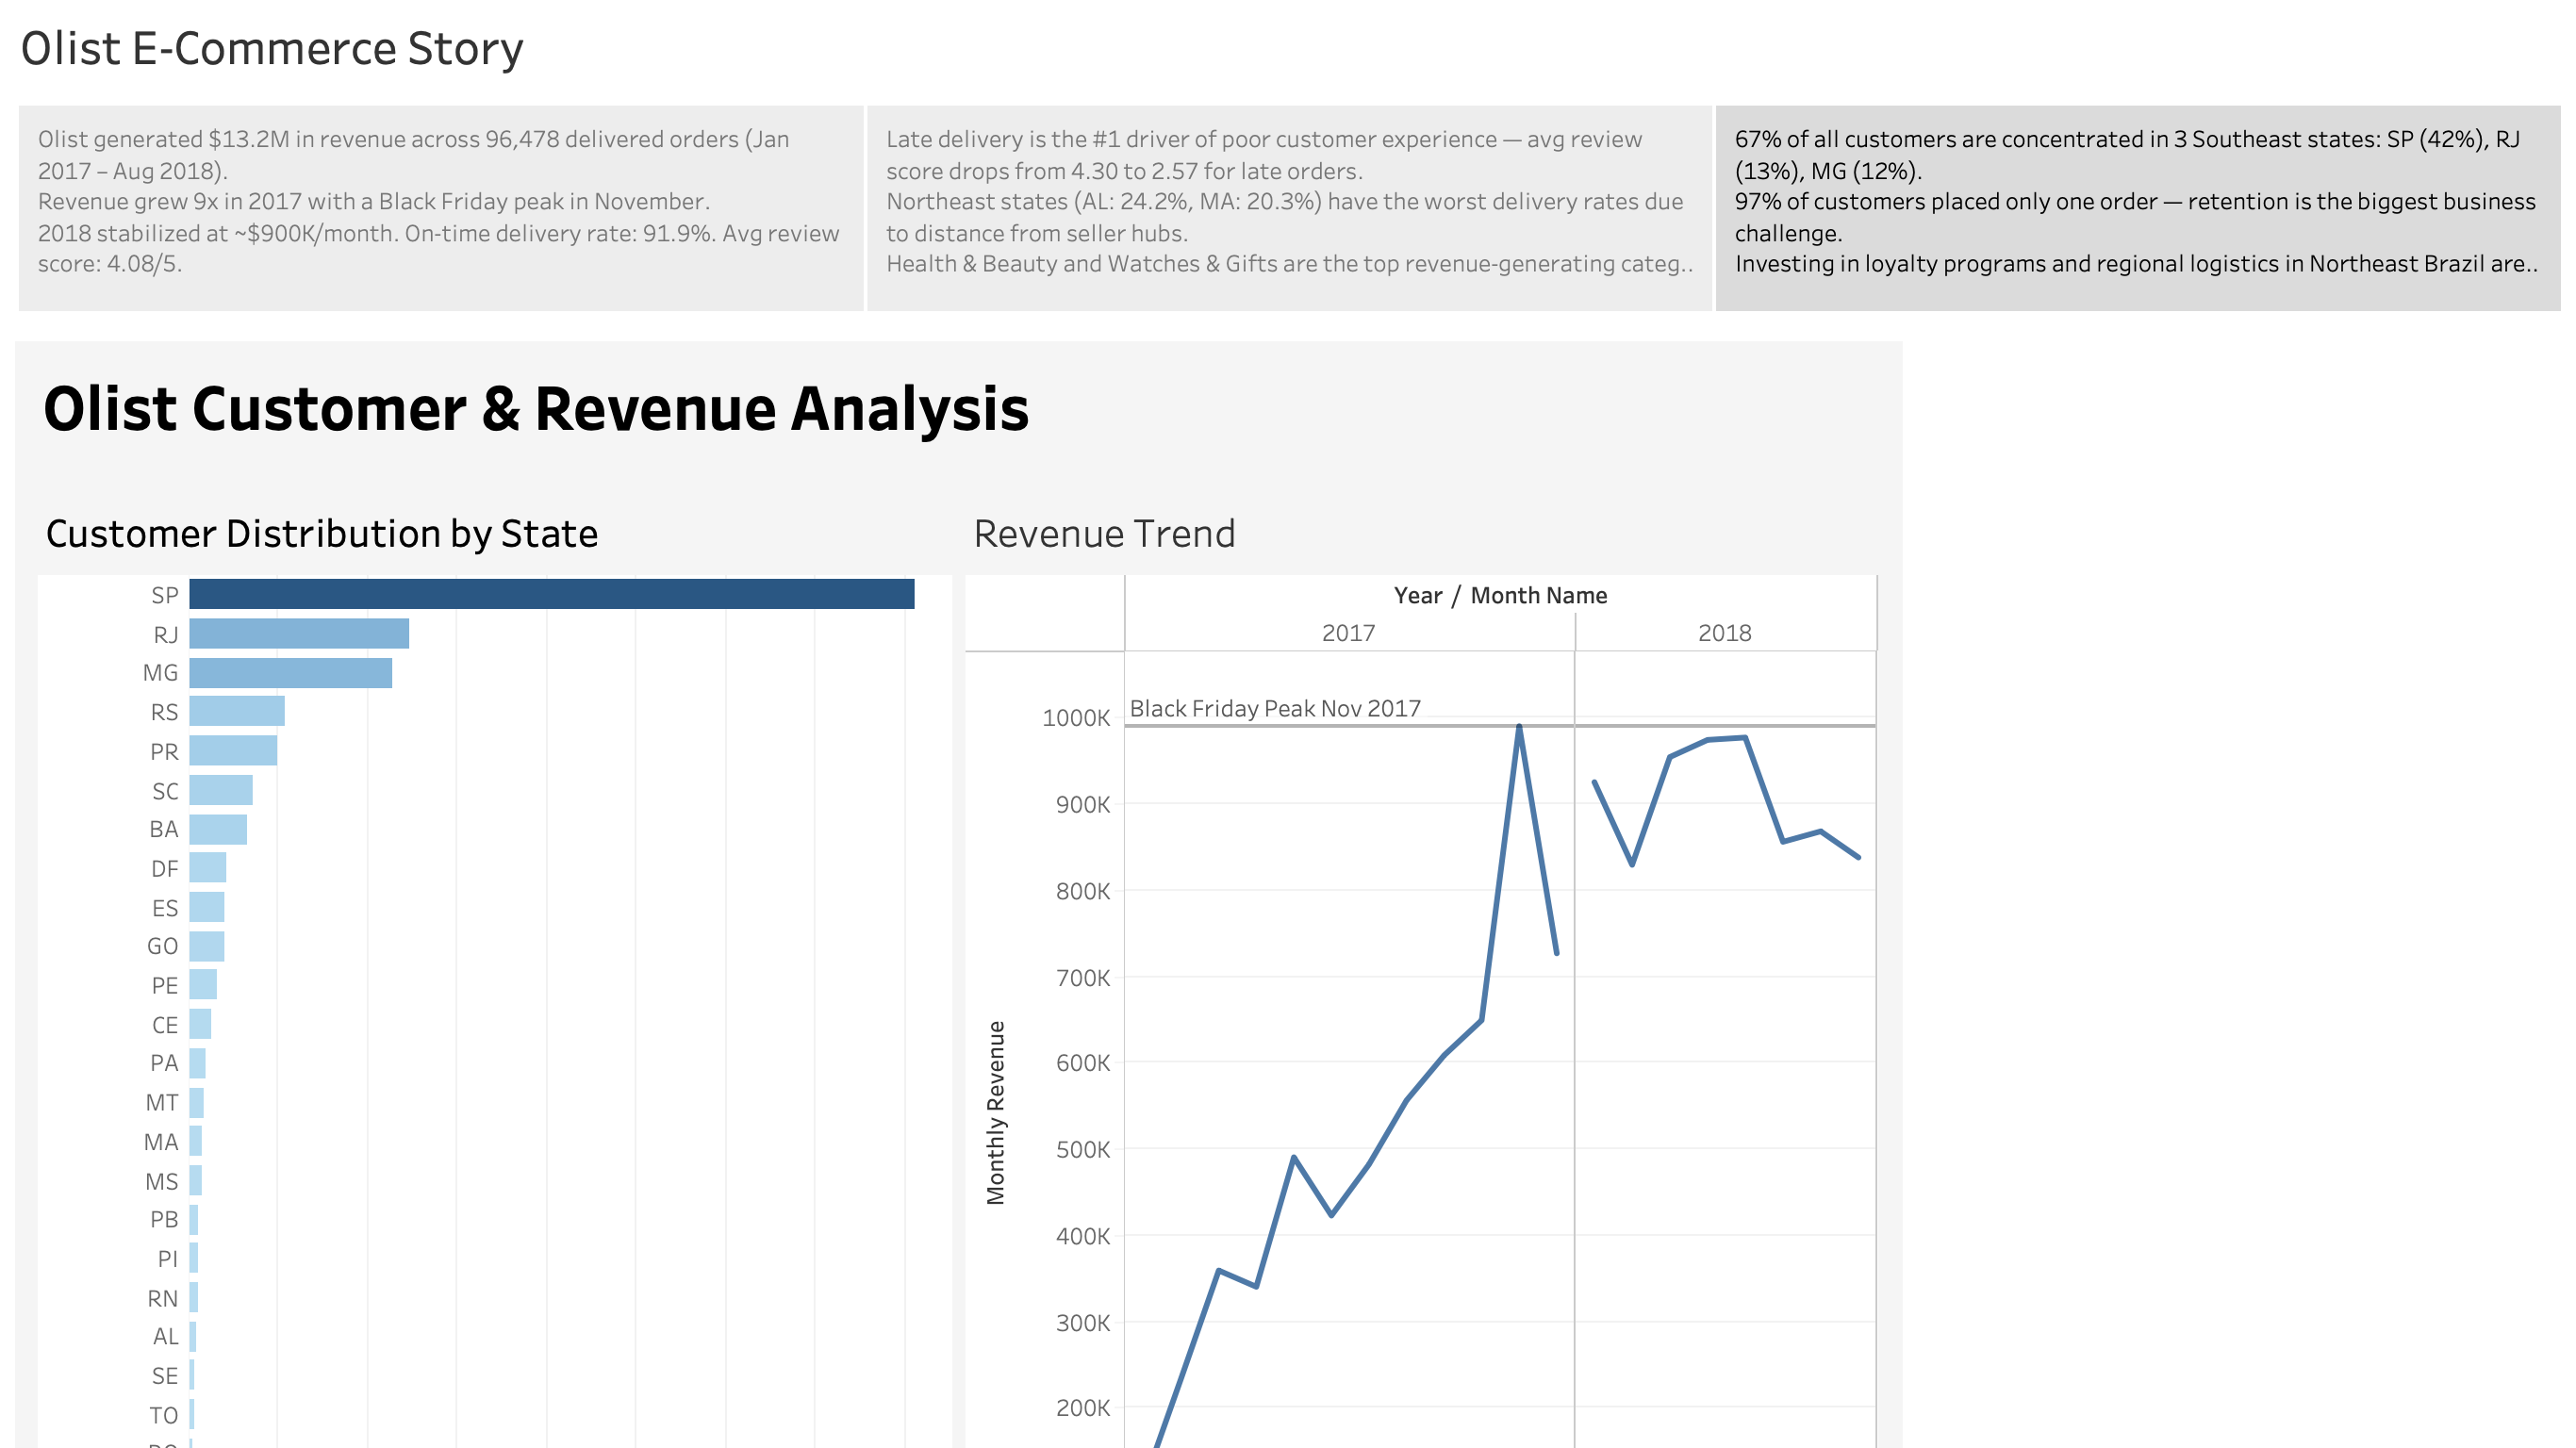 Olist E-Commerce Story
Olist generated $13.2M in revenue across 96,478 delivered orders (Jan
2017 – Aug 2018).
Revenue grew 9x in 2017 with a Black Friday peak in November.
2018 stabilized at ~$900K/month. On-time delivery rate: 91.9%. Avg review
score: 4.08/5.
Late delivery is the #1 driver of poor customer experience — avg review
score drops from 4.30 to 2.57 for late orders.
Northeast states (AL: 24.2%, MA: 20.3%) have the worst delivery rates due
to distance from seller hubs.
Health & Beauty and Watches & Gifts are the top revenue-generating categ..
67% of all customers are concentrated in 3 Southeast states: SP (42%), RJ
(13%), MG (12%).
97% of customers placed only one order — retention is the biggest business
challenge.
Investing in loyalty programs and regional logistics in Northeast Brazil are..
Olist Customer & Revenue Analysis
Customer Distribution by State
SP
RJ
MG
RS
PR
SC
BA
DF
ES
GO
PE
CE
PA
MT
MA
MS
PB
PI
RN
AL
SE
TO
Revenue Trend
Year / Month Name
2017
2018
Black Friday Peak Nov 2017
1000K
900K
800K
700K
600K
500K
400K
300K
200K
Monthly Revenue